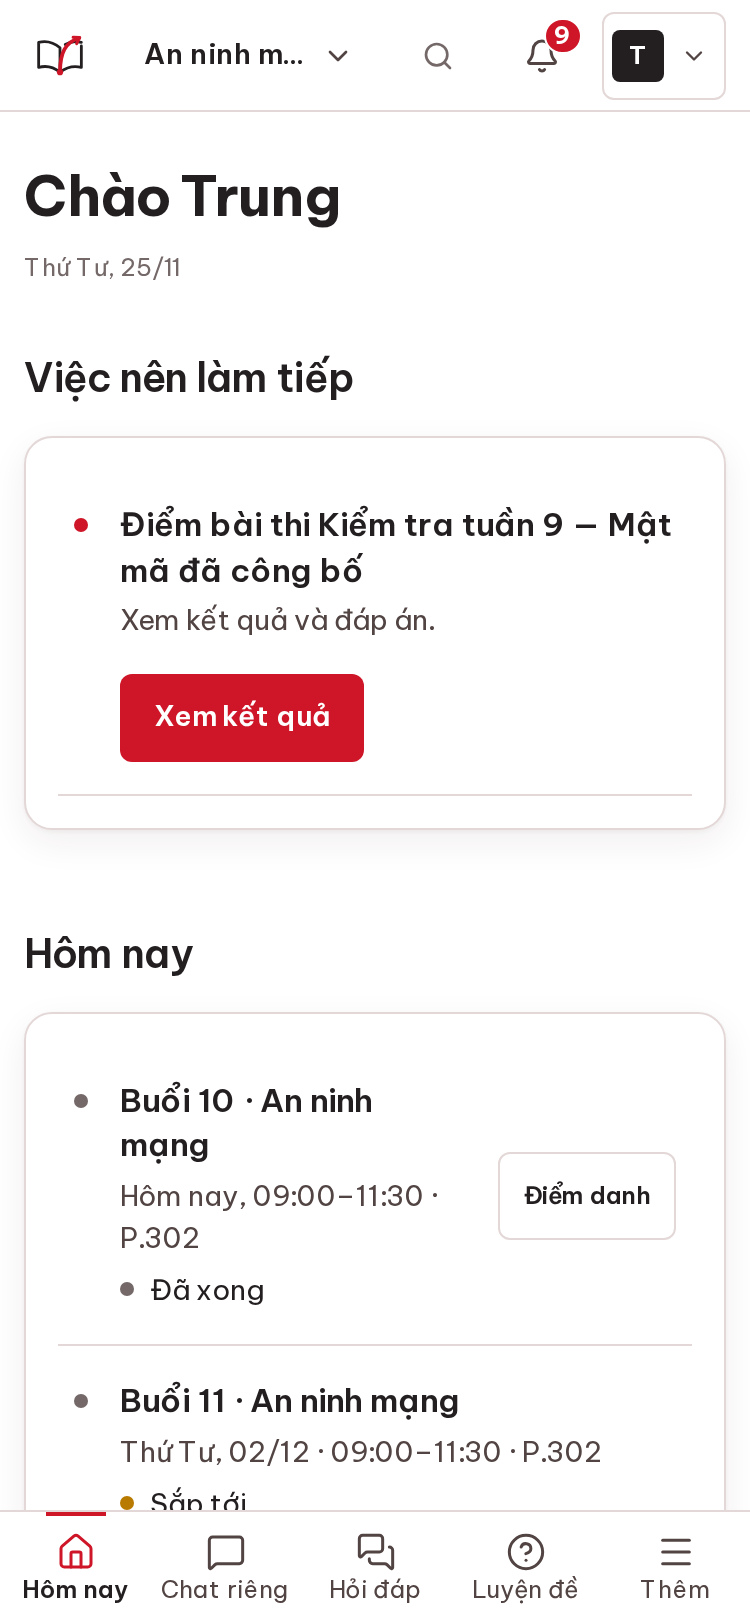 An ninh m...
9
T
Chào Trung
Thứ Tư, 25/11
Việc nên làm tiếp
Điểm bài thi Kiểm tra tuần 9 — Mật
mã đã công bố
Xem kết quả và đáp án.
Xem kết quả
Hôm nay
Buổi 10 · An ninh
mạng
Hôm nay, 09:00–11:30 ·
P.302
Điểm danh
Đã xong
Buổi 11 · An ninh mạng
Thứ Tư, 02/12 · 09:00–11:30 · P.302
Sắp tới
Hôm nay
Chat riêng
Hỏi đáp
Luyện đề
Thêm